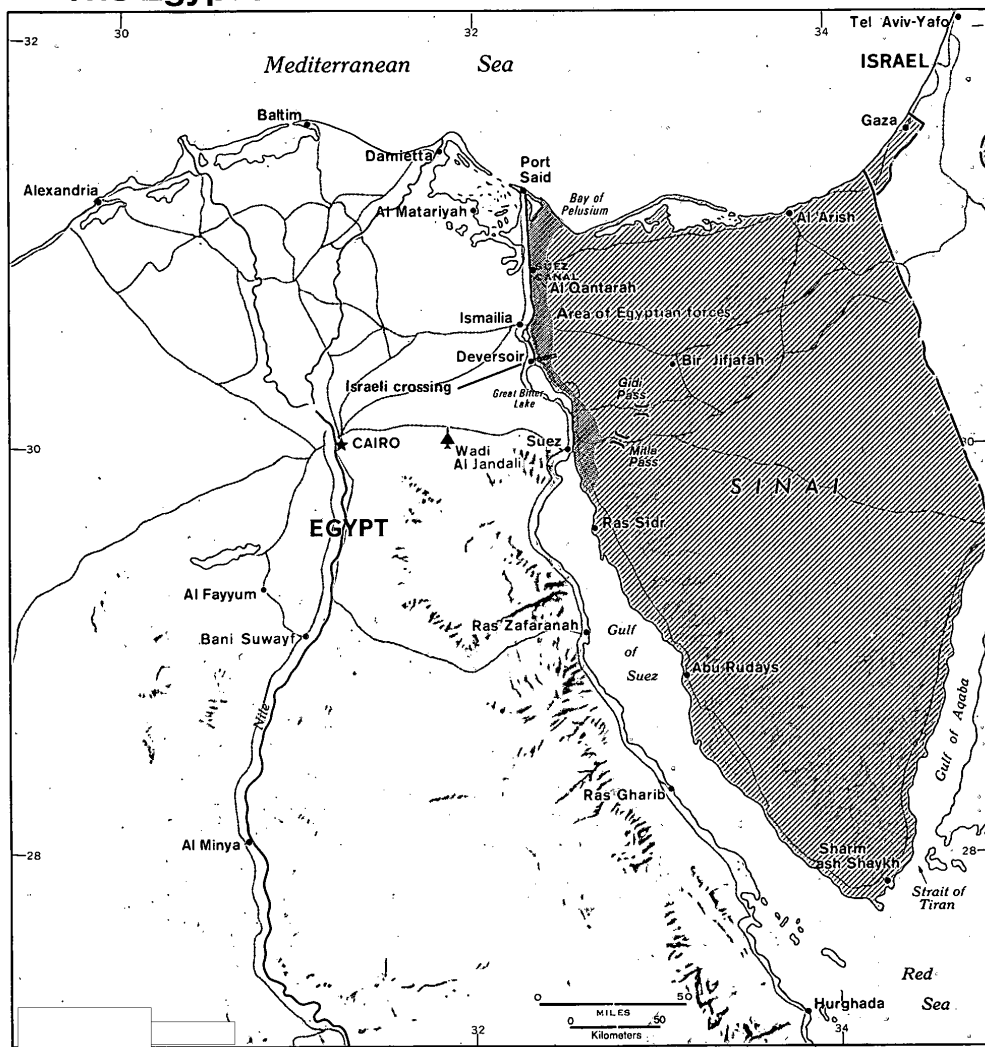 30
34
32
Tel Aviv-Yafo
Mediterranean Sea
ISRAEL
Baltim
Gaza
Damietta
Port
Said
Alexandria
Bay of
Pelusium
Al Matariyah
Al Arish
SUEZ
CANAL
Al Qantarah
Ismailia
Area of Egyptian forces
Deversoir
Bir Jifjafah
Israeli crossing
Great Bitter
Lake
Gidi
Pass
CAIRO
Suez
30
30
Wadi
Al Jandali
Mitla
Pass
SINAI
EGYPT
Ras Sidr
Al Fayyum
Bani Suwayf
Ras Zafaranah
Gulf
of
Suez
Abu Rudays
Nile
Gulf of Aqaba
Ras Gharib
Al Minya
28
28
Sharm
ash Shaykh
Strait of
Tiran
Red
Sea
0 50
MILES
0 50
Kilometers
Hurghada
32
34